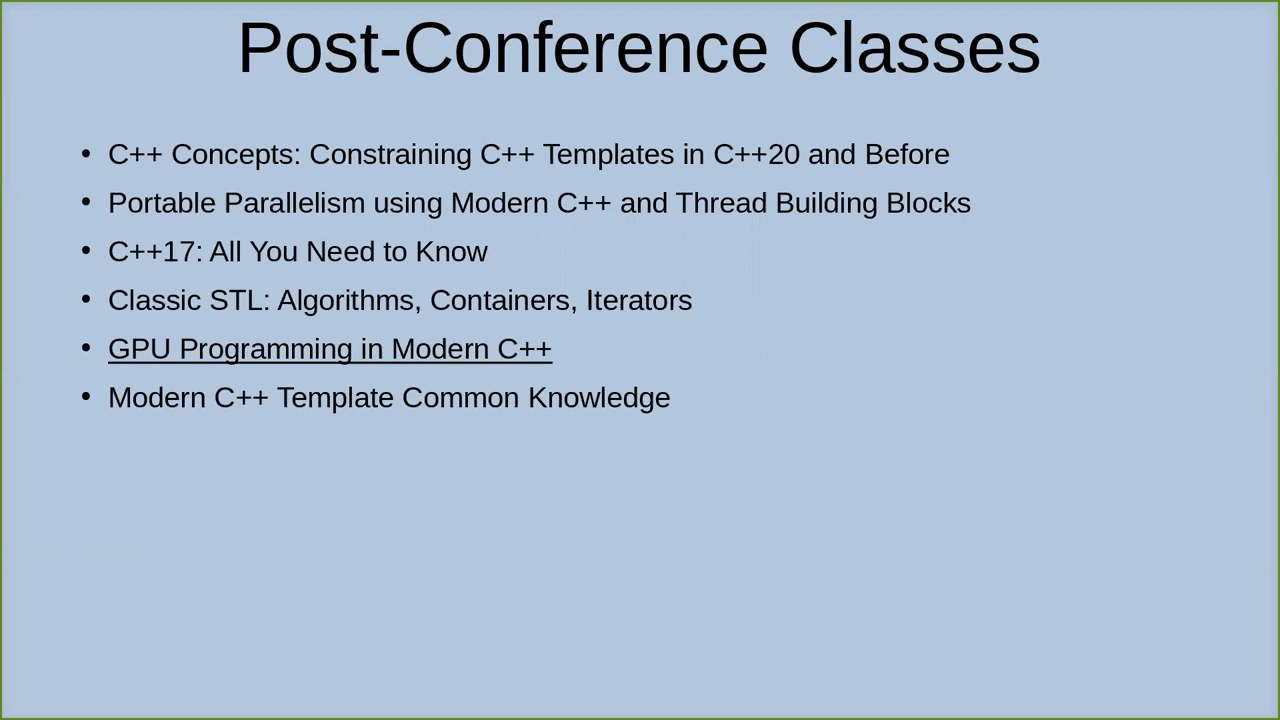 Post-Conference Classes
• C++ Concepts: Constraining C++ Templates in C++20 and Before
• Portable Parallelism using Modern C++ and Thread Building Blocks
• C++17: All You Need to Know
• Classic STL: Algorithms, Containers, Iterators
• GPU Programming in Modern C++
• Modern C++ Template Common Knowledge